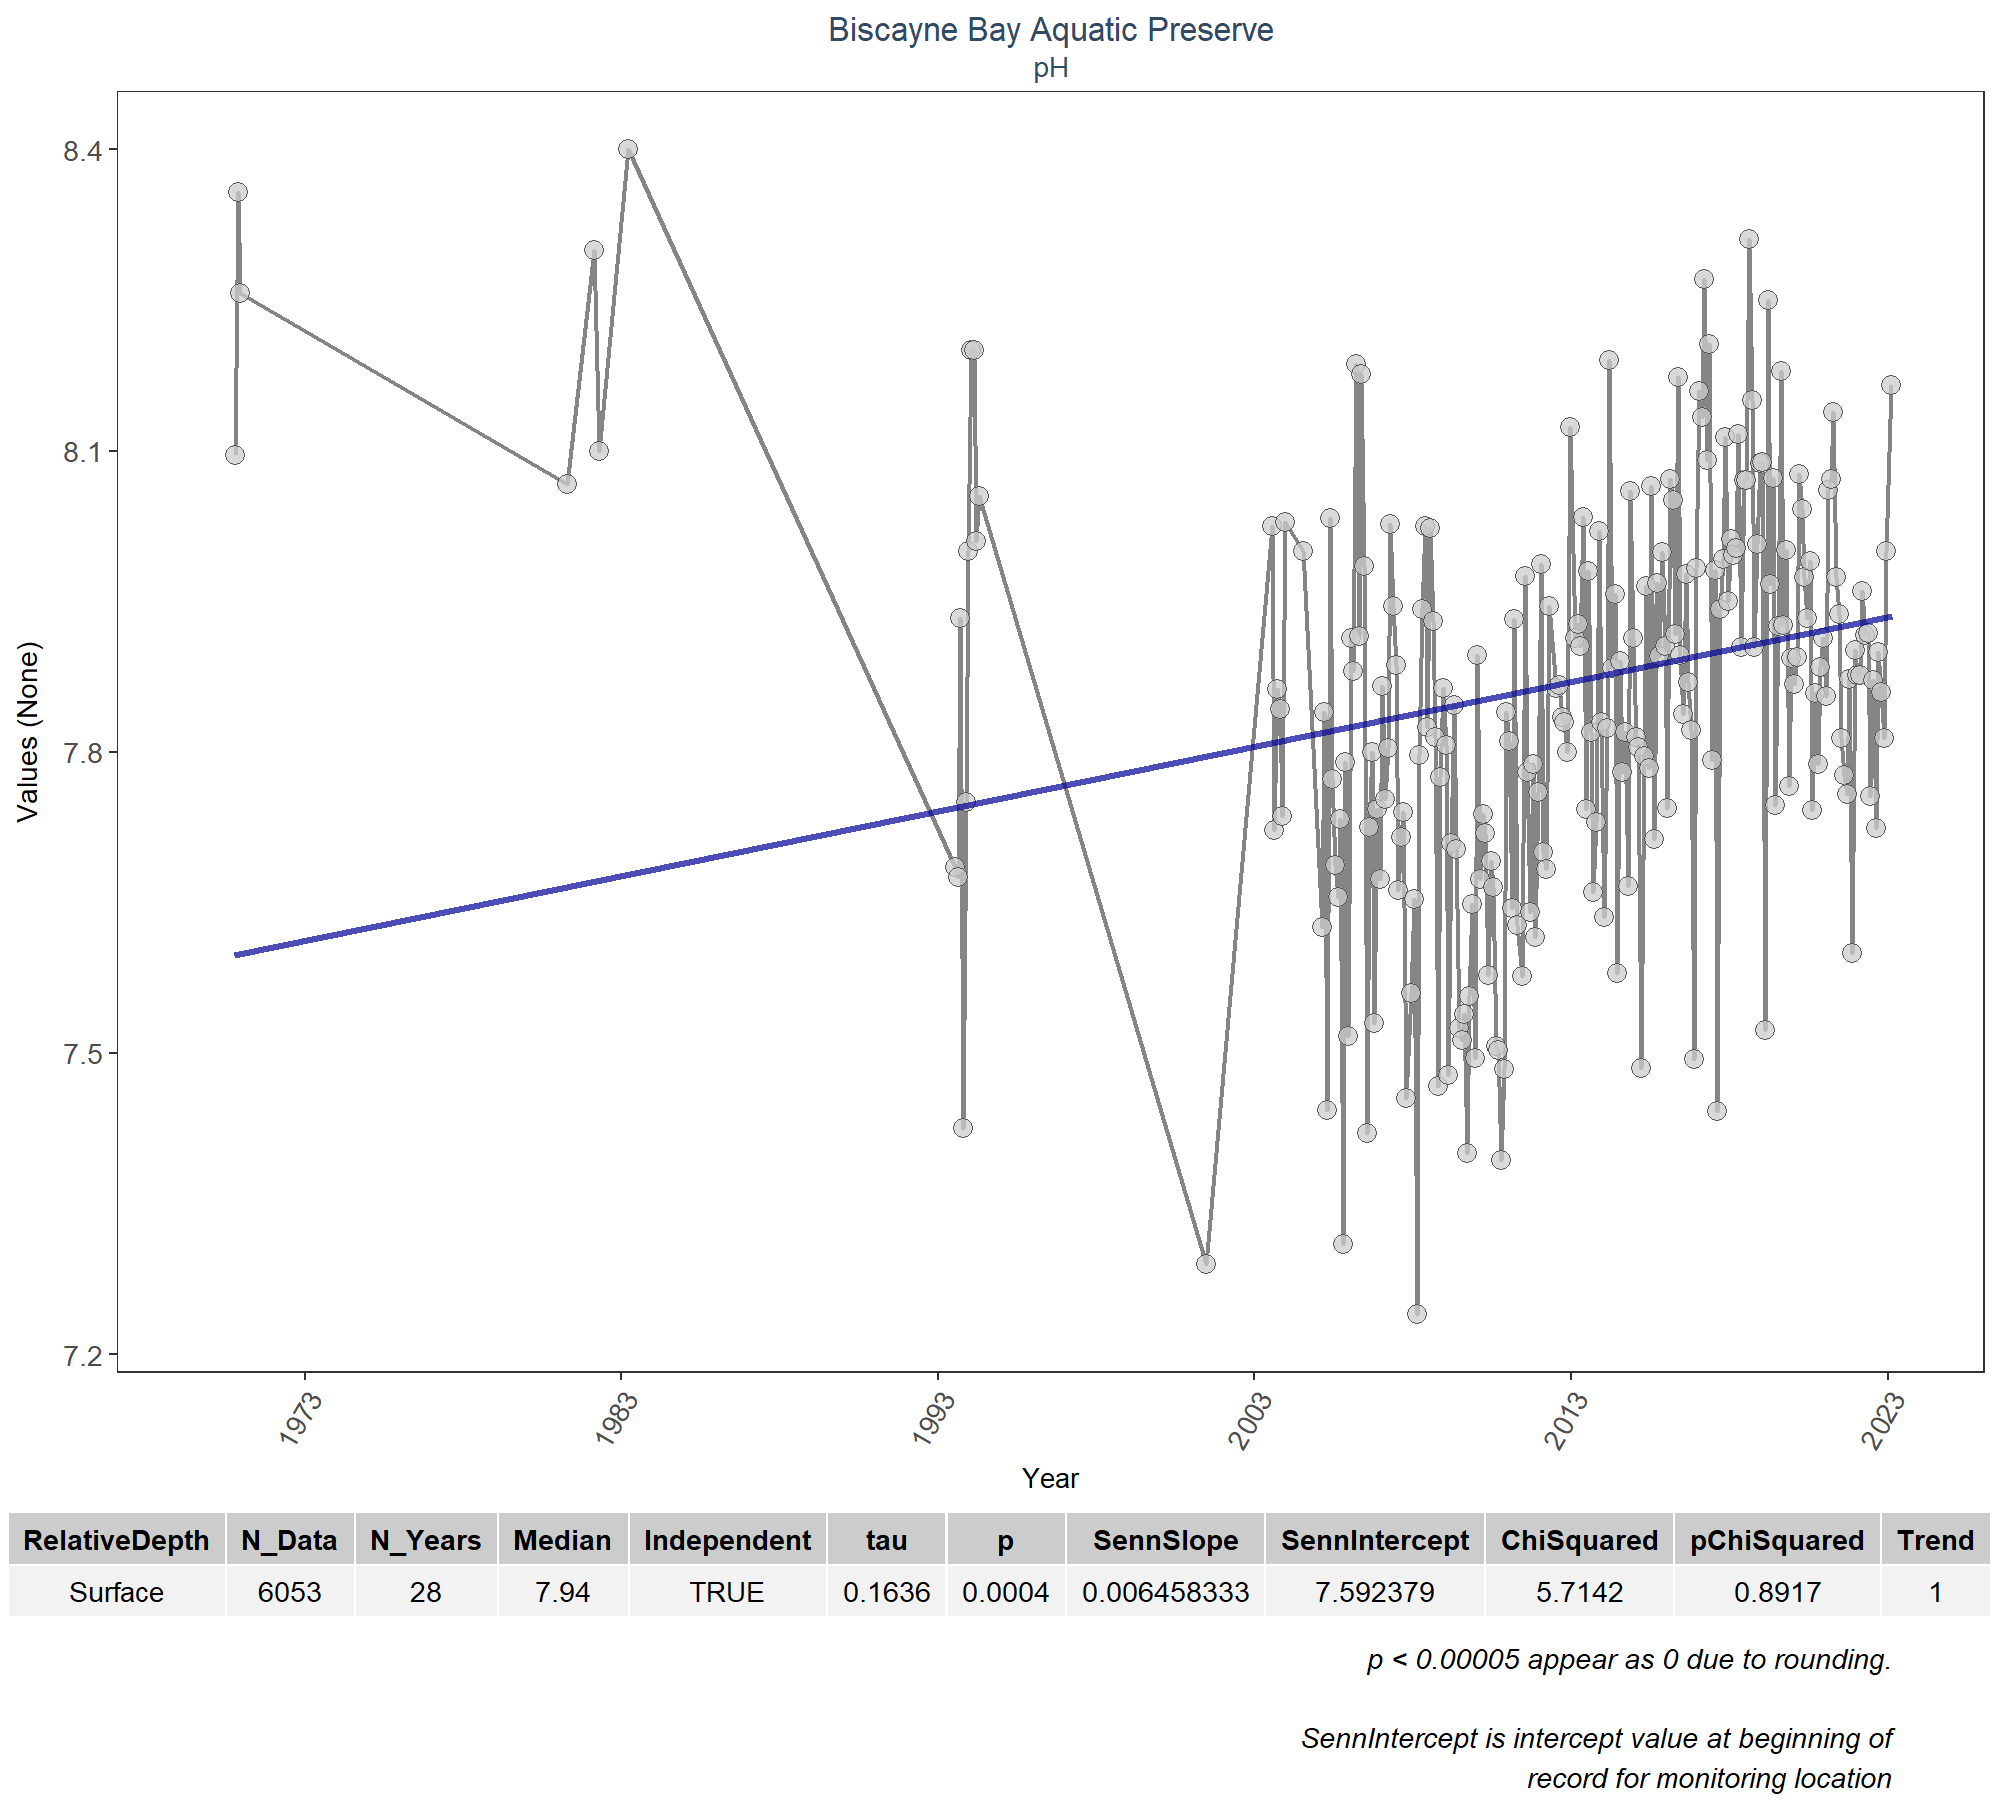 Biscayne Bay Aquatic Preserve
pH
8.4
8.1
7.8
7.5
7.2
Values (None)
1973 1983 1993 2003 2013 2023
Year
RelativeDepth N_Data N_Years Median Independent tau p SennSlope SennIntercept ChiSquared pChiSquared Trend
Surface 6053 28 7.94 TRUE 0.1636 0.0004 0.006458333 7.592379 5.7142 0.8917 1
p < 0.00005 appear as 0 due to rounding.
SennIntercept is intercept value at beginning of
record for monitoring location